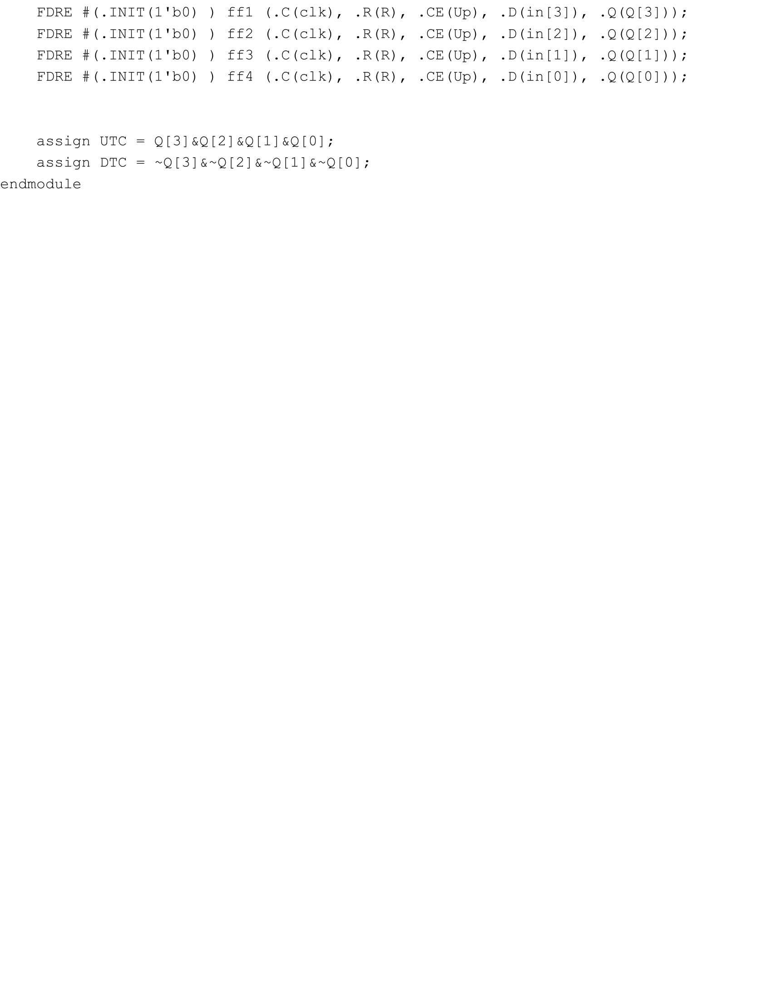 FDRE #(.INIT(1'b0) ) ff1 (.C(clk), .R(R), .CE(Up), .D(in[3]), .Q(Q[3]));
    FDRE #(.INIT(1'b0) ) ff2 (.C(clk), .R(R), .CE(Up), .D(in[2]), .Q(Q[2]));
    FDRE #(.INIT(1'b0) ) ff3 (.C(clk), .R(R), .CE(Up), .D(in[1]), .Q(Q[1]));
    FDRE #(.INIT(1'b0) ) ff4 (.C(clk), .R(R), .CE(Up), .D(in[0]), .Q(Q[0]));
    assign UTC = Q[3]&Q[2]&Q[1]&Q[0];
    assign DTC = ~Q[3]&~Q[2]&~Q[1]&~Q[0];
endmodule